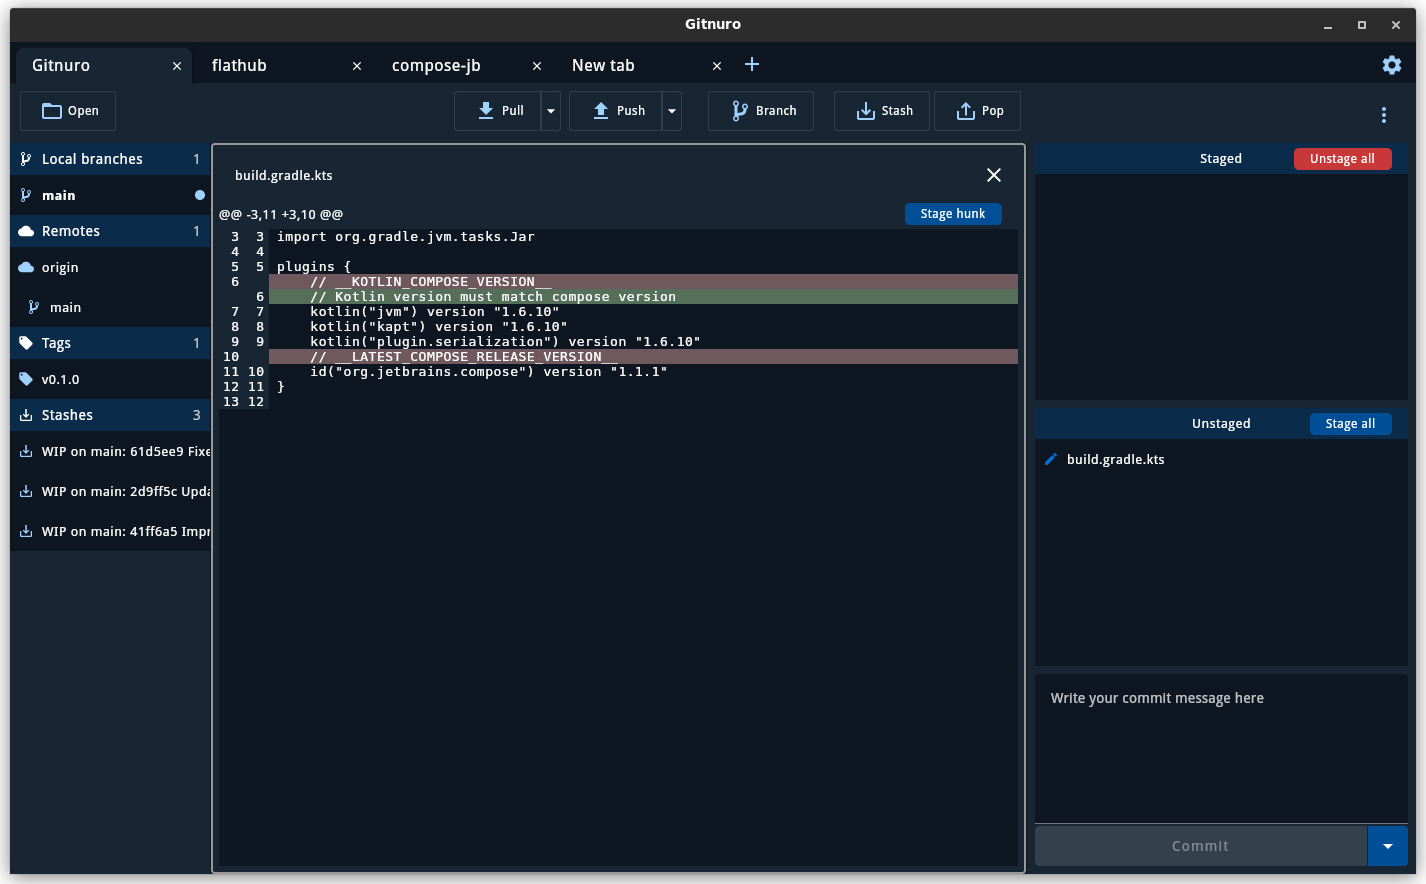 Gitnuro
Gitnuro
flathub
compose-jb
New tab
Open
Pull
Push
Branch
Stash
Pop
Local branches 1
main
Remotes 1
origin
main
Tags 1
v0.1.0
Stashes 3
WIP on main: 61d5ee9 Fixe
WIP on main: 2d9ff5c Upda
WIP on main: 41ff6a5 Impr
build.gradle.kts
@@ -3,11 +3,10 @@
Stage hunk
3 3 import org.gradle.jvm.tasks.Jar
4 4
5 5 plugins {
6 // __KOTLIN_COMPOSE_VERSION__
6 // Kotlin version must match compose version
7 7 kotlin("jvm") version "1.6.10"
8 8 kotlin("kapt") version "1.6.10"
9 9 kotlin("plugin.serialization") version "1.6.10"
10 // __LATEST_COMPOSE_RELEASE_VERSION__
11 10 id("org.jetbrains.compose") version "1.1.1"
12 11 }
13 12
Staged
Unstage all
Unstaged
Stage all
build.gradle.kts
Write your commit message here
Commit